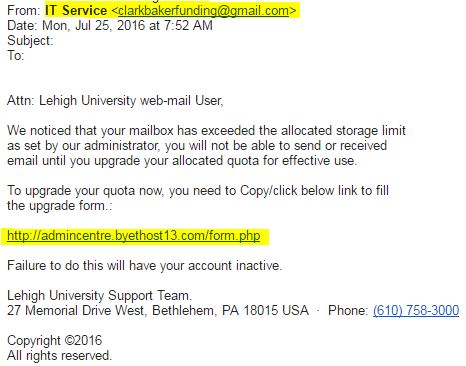 From: IT Service <clarkbakerfunding@gmail.com>
Date: Mon, Jul 25, 2016 at 7:52 AM
Subject:
To:
Attn: Lehigh University web-mail User,
We noticed that your mailbox has exceeded the allocated storage limit
as set by our administrator, you will not be able to send or received
email until you upgrade your allocated quota for effective use.
To upgrade your quota now, you need to Copy/click below link to fill
the upgrade form.:
http://admincentre.byethost13.com/form.php
Failure to do this will have your account inactive.
Lehigh University Support Team.
27 Memorial Drive West, Bethlehem, PA 18015 USA · Phone: (610) 758-3000
Copyright ©2016
All rights reserved.